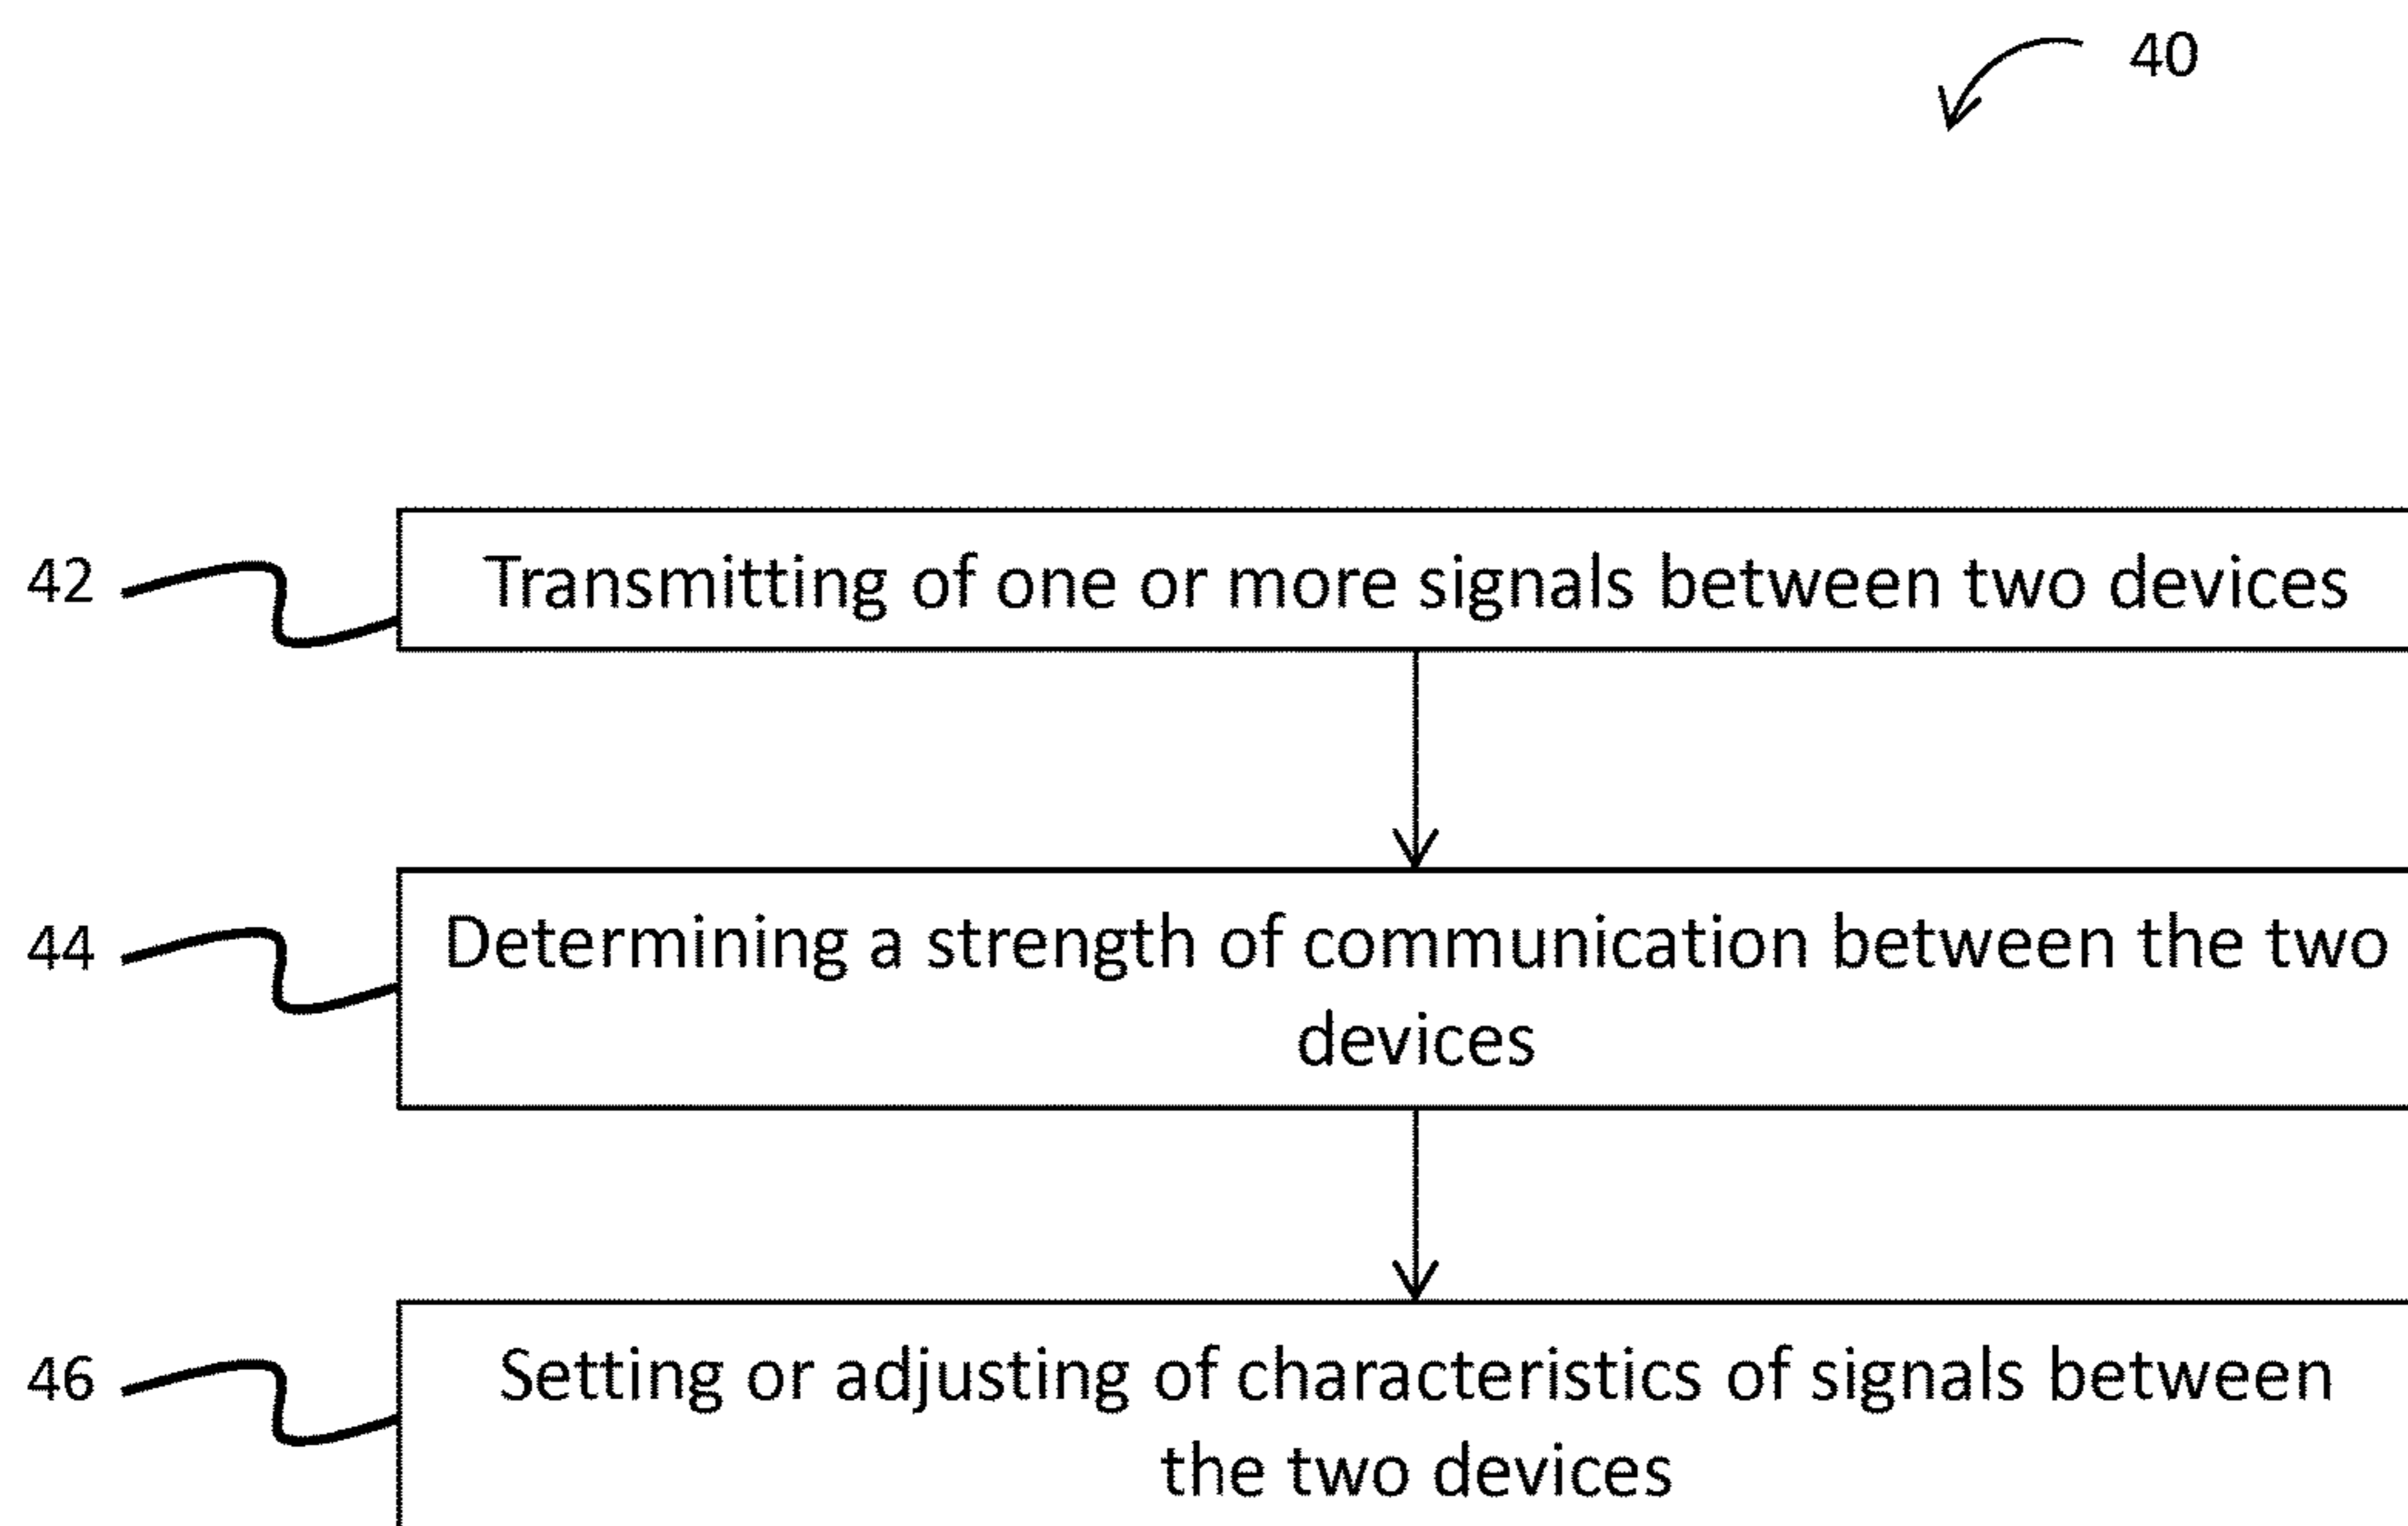 40
42
Transmitting of one or more signals between two devices
44
Determining a strength of communication between the two
devices
46
Setting or adjusting of characteristics of signals between
the two devices